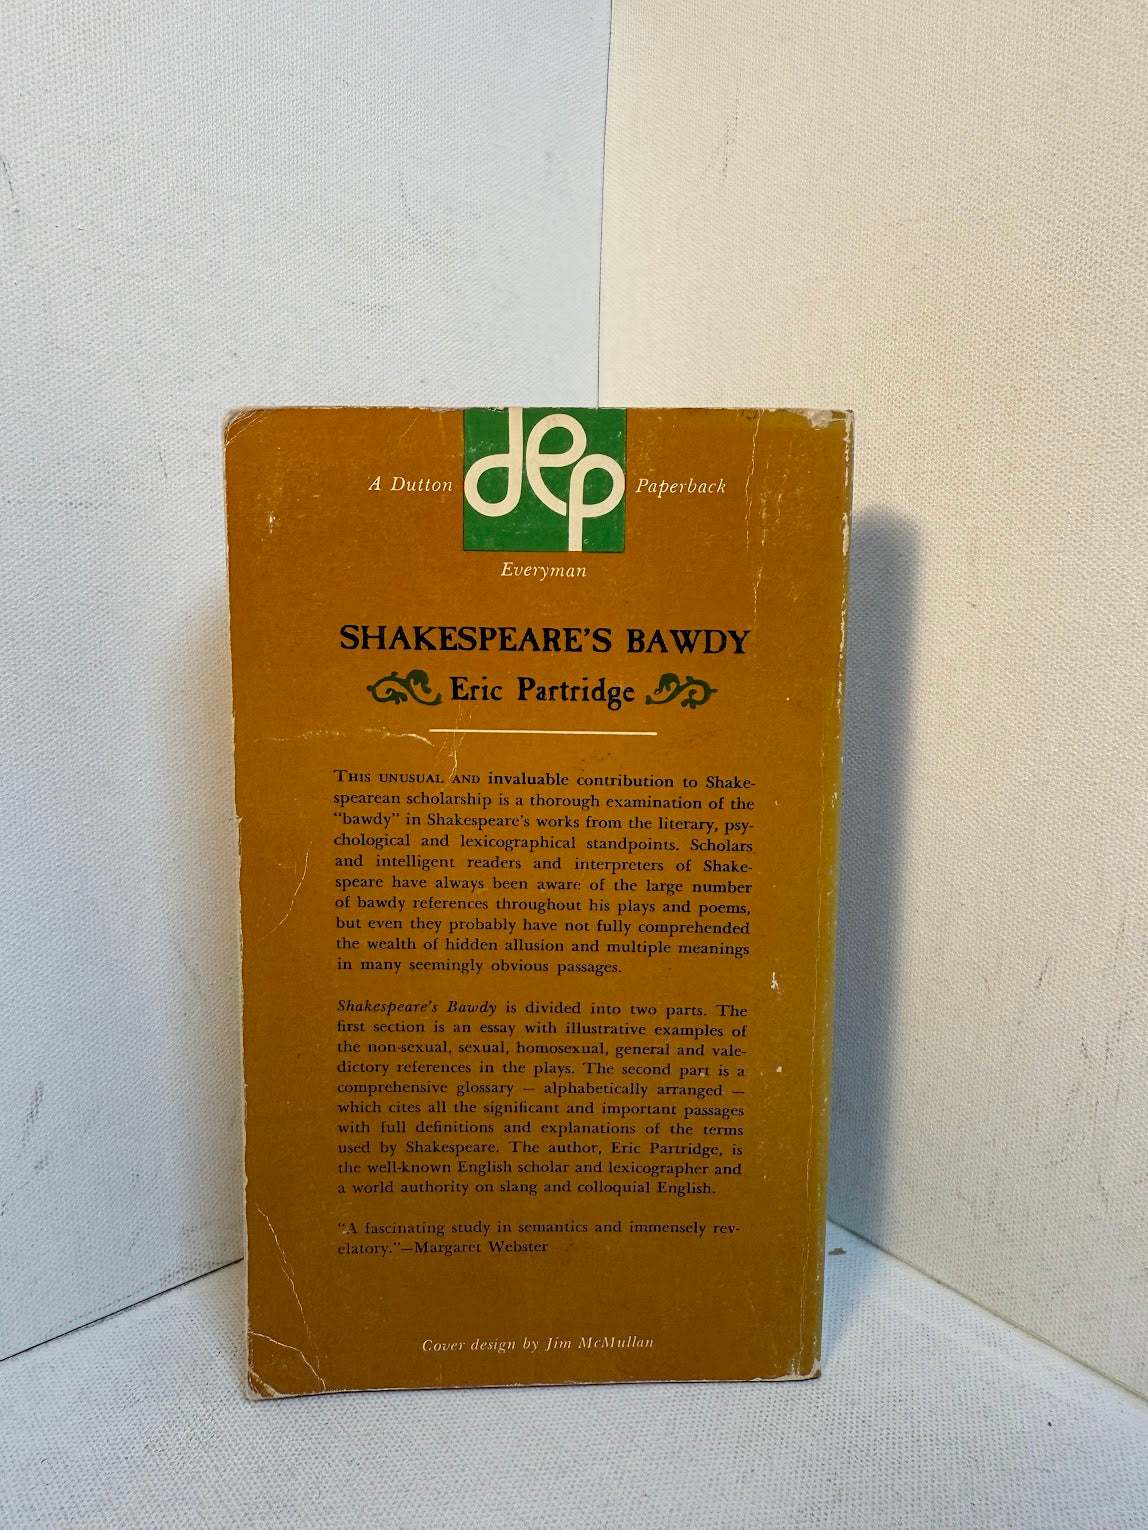 dep
A Dutton Paperback
Everyman
SHAKESPEARE'S BAWDY
Eric Partridge
THIS UNUSUAL AND invaluable contribution to Shake-
spearean scholarship is a thorough examination of the
"bawdy" in Shakespeare's works from the literary, psy-
chological and lexicographical standpoints. Scholars
and intelligent readers and interpreters of Shake-
speare have always been aware of the large number
of bawdy references throughout his plays and poems,
but even they probably have not fully comprehended
the wealth of hidden allusion and multiple meanings
in many seemingly obvious passages.
Shakespeare's Bawdy is divided into two parts. The
first section is an essay with illustrative examples of
the non-sexual, sexual, homosexual, general and vale-
dictory references in the plays. The second part is a
comprehensive glossary — alphabetically arranged —
which cites all the significant and important passages
with full definitions and explanations of the terms
used by Shakespeare. The author, Eric Partridge, is
the well-known English scholar and lexicographer and
a world authority on slang and colloquial English.
"A fascinating study in semantics and immensely rev-
elatory."—Margaret Webster
Cover design by Jim McMullan